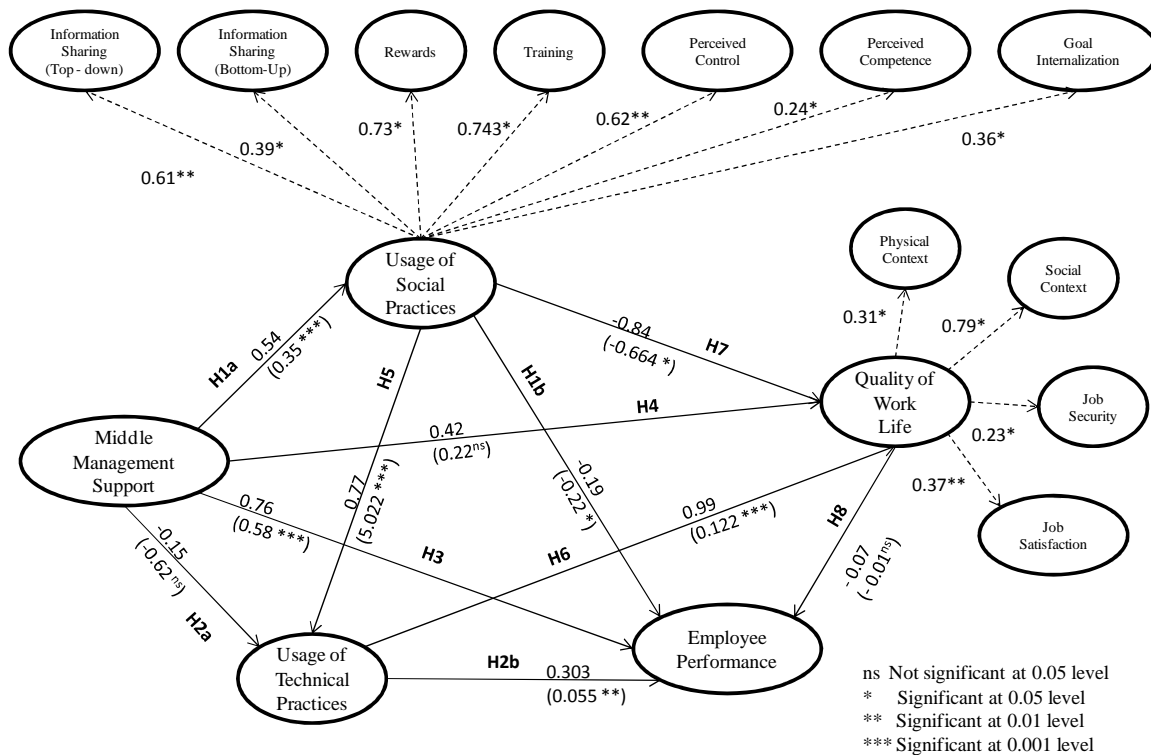 Information
Sharing
(Top - down)
Information
Sharing
(Bottom-Up)
Rewards
Training
Perceived
Control
Perceived
Competence
Goal
Internalization
0.61**
0.39*
0.73*
0.743*
0.62**
0.24*
0.36*
Usage of
Social
Practices
Physical
Context
Social
Context
0.31*
0.79*
H1a
0.54
(0.35 ***)
H5
H1b
-0.84
(-0.664 *)
H7
Quality of
Work
Life
Job
Security
0.23*
0.37**
Job
Satisfaction
H4
0.42
(0.22ns)
Middle
Management
Support
0.77
(5.022 ***)
-0.19
(-0.22 *)
0.99
(0.122 ***)
H6
H8
- 0.07
(-0.01ns)
0.76
(0.58 ***)
H3
-0.15
(-0.62 ns)
H2a
Usage of
Technical
Practices
H2b
0.303
(0.055 **)
Employee
Performance
ns Not significant at 0.05 level
* Significant at 0.05 level
** Significant at 0.01 level
*** Significant at 0.001 level